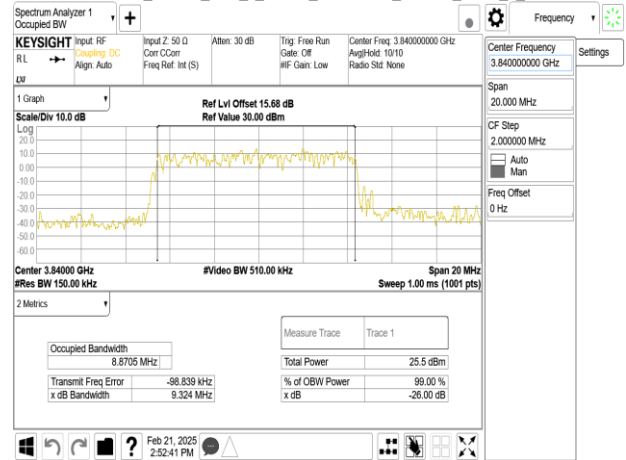 Spectrum Analyzer 1
Occupied BW
Frequency
KEYSIGHT
RL
LXI
Input: RF
Coupling: DC
Align: Auto
Input Z: 50 Ω
Corr CCorr
Freq Ref: Int (S)
Atten: 30 dB
Trig: Free Run
Gate: Off
#IF Gain: Low
Center Freq: 3.840000000 GHz
Avg|Hold: 10/10
Radio Std: None
Center Frequency
3.840000000 GHz
Settings
Span
20.000 MHz
CF Step
2.000000 MHz
Auto
Man
Freq Offset
0 Hz
1 Graph
Scale/Div 10.0 dB
Ref Lvl Offset 15.68 dB
Ref Value 30.00 dBm
Log
20.0
10.0
0.00
-10.0
-20.0
-30.0
-40.0
-50.0
-60.0
Center 3.84000 GHz
#Res BW 150.00 kHz
#Video BW 510.00 kHz
Span 20 MHz
Sweep 1.00 ms (1001 pts)
2 Metrics
Measure Trace Trace 1
Occupied Bandwidth
8.8705 MHz
Total Power 25.5 dBm
Transmit Freq Error -98.839 kHz
% of OBW Power 99.00 %
x dB Bandwidth 9.324 MHz
x dB -26.00 dB
?
Feb 21, 2025
2:52:41 PM